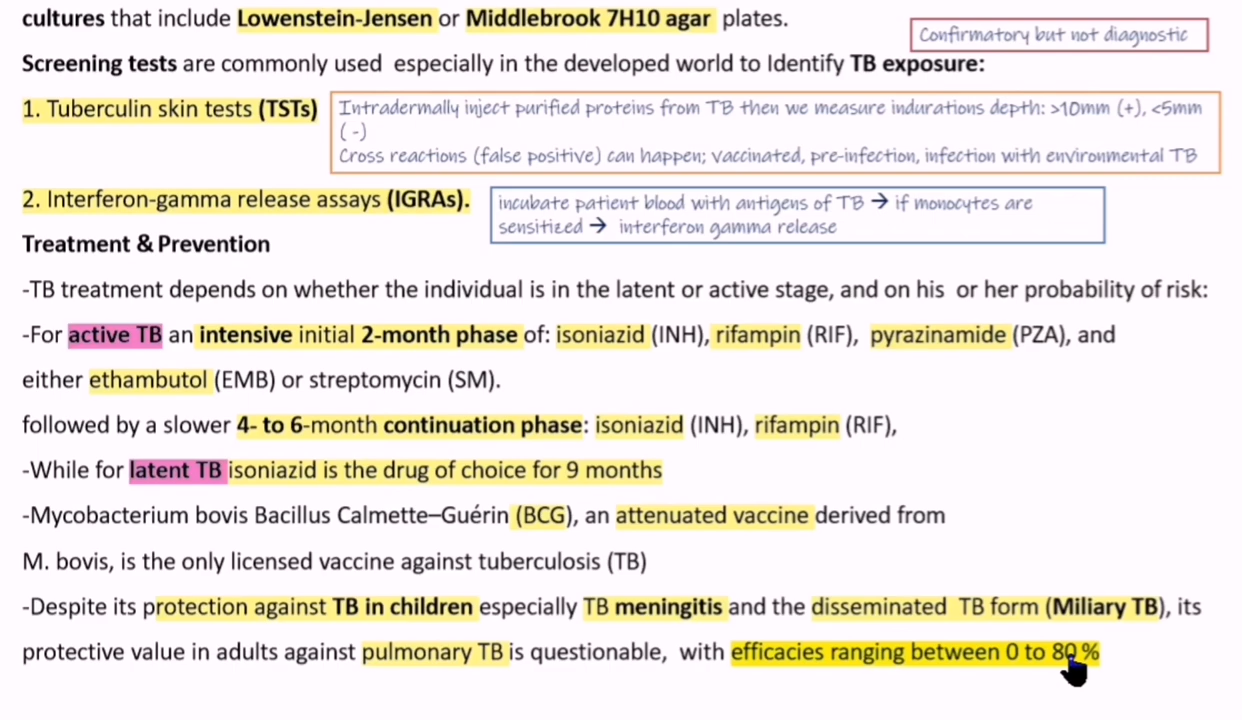 cultures that include Lowenstein-Jensen or Middlebrook 7H10 agar plates.
Confirmatory but not diagnostic
Screening tests are commonly used especially in the developed world to Identify TB exposure:
1. Tuberculin skin tests (TSTs)
Intradermally inject purified proteins from TB then we measure indurations depth: >10mm (+), <5mm
(-)
Cross reactions (false positive) can happen; vaccinated, pre-infection, infection with environmental TB
2. Interferon-gamma release assays (IGRAs).
incubate patient blood with antigens of TB → if monocytes are
sensitized → interferon gamma release
Treatment & Prevention
-TB treatment depends on whether the individual is in the latent or active stage, and on his or her probability of risk:
-For active TB an intensive initial 2-month phase of: isoniazid (INH), rifampin (RIF), pyrazinamide (PZA), and
either ethambutol (EMB) or streptomycin (SM).
followed by a slower 4- to 6-month continuation phase: isoniazid (INH), rifampin (RIF),
-While for latent TB isoniazid is the drug of choice for 9 months
-Mycobacterium bovis Bacillus Calmette–Guérin (BCG), an attenuated vaccine derived from
M. bovis, is the only licensed vaccine against tuberculosis (TB)
-Despite its protection against TB in children especially TB meningitis and the disseminated TB form (Miliary TB), its
protective value in adults against pulmonary TB is questionable, with efficacies ranging between 0 to 80 %